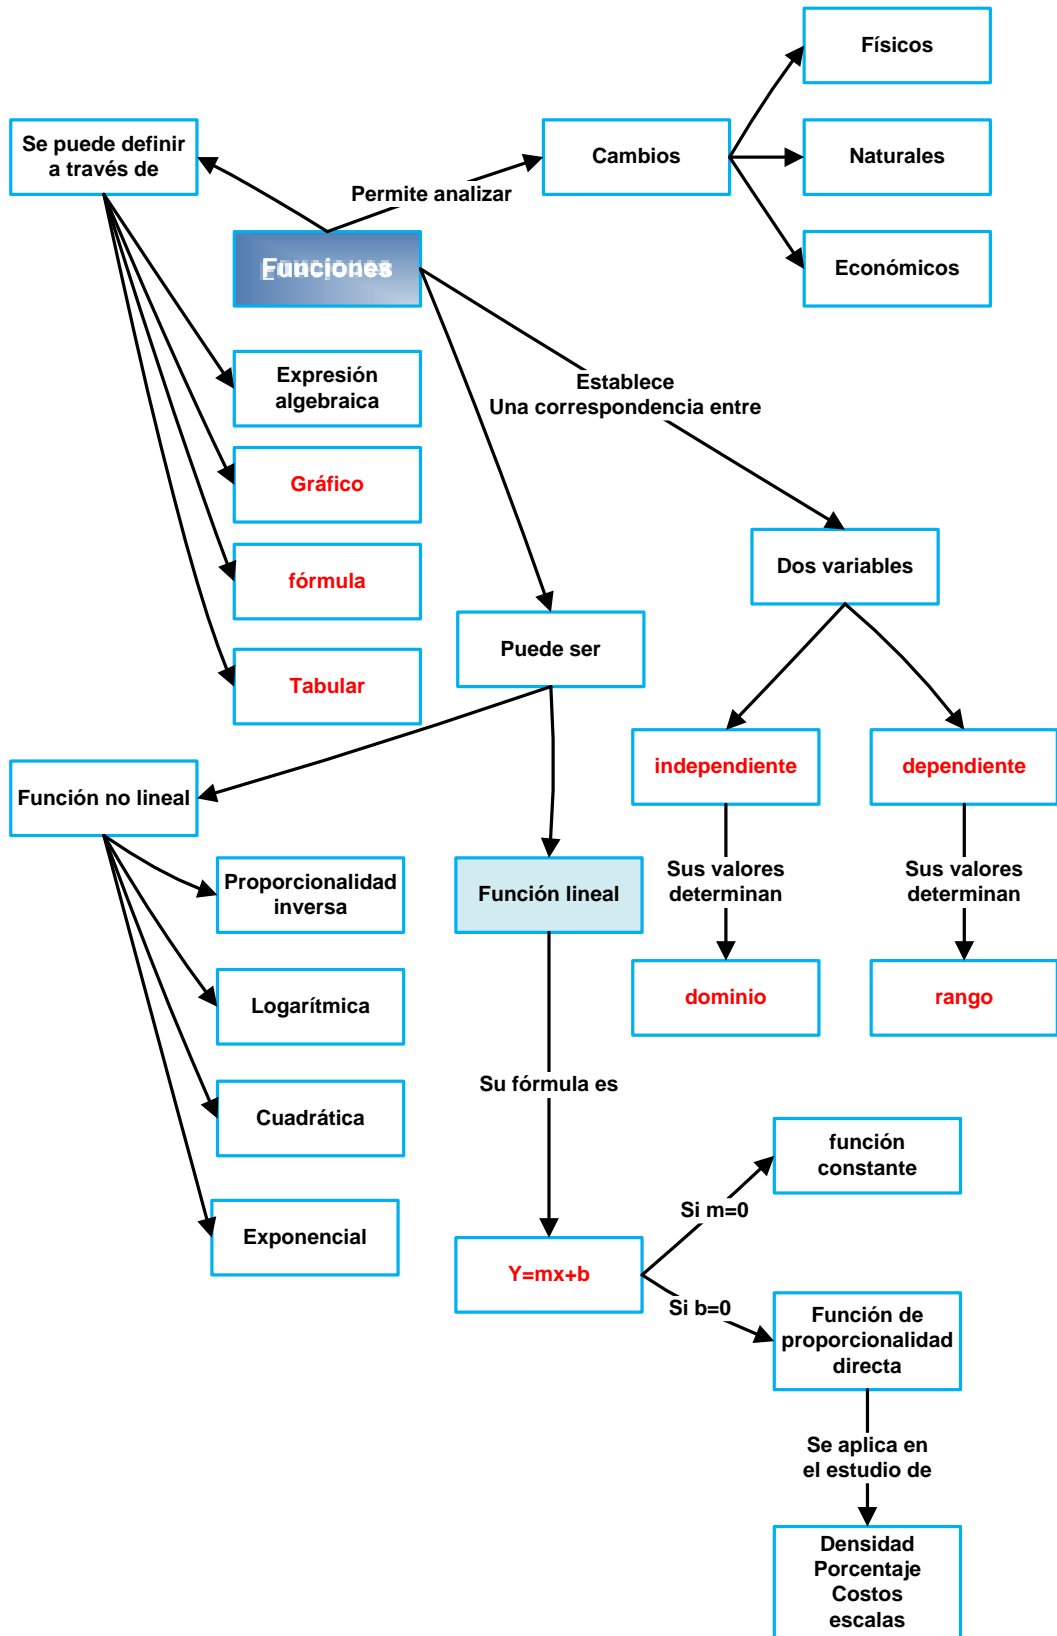 Físicos
Se puede definir
a través de
Cambios
Naturales
Permite analizar
Funciones
Económicos
Expresión
algebraica
Establece
Una correspondencia entre
Gráfico
fórmula
Dos variables
Puede ser
Tabular
independiente
dependiente
Función no lineal
Proporcionalidad
inversa
Función lineal
Sus valores
determinan
Sus valores
determinan
Logarítmica
dominio
rango
Su fórmula es
Cuadrática
función
constante
Si m=0
Exponencial
Y=mx+b
Si b=0
Función de
proporcionalidad
directa
Se aplica en
el estudio de
Densidad
Porcentaje
Costos
escalas